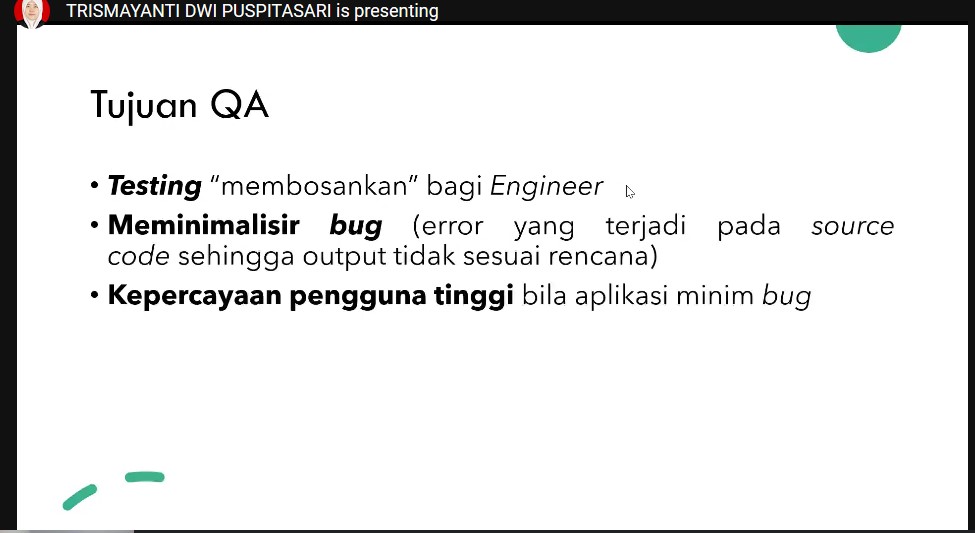 TRISMAYANTI DWI PUSPITASARI is presenting
Tujuan QA
• Testing “membosankan” bagi Engineer
• Meminimalisir bug (error yang terjadi pada source
code sehingga output tidak sesuai rencana)
• Kepercayaan pengguna tinggi bila aplikasi minim bug